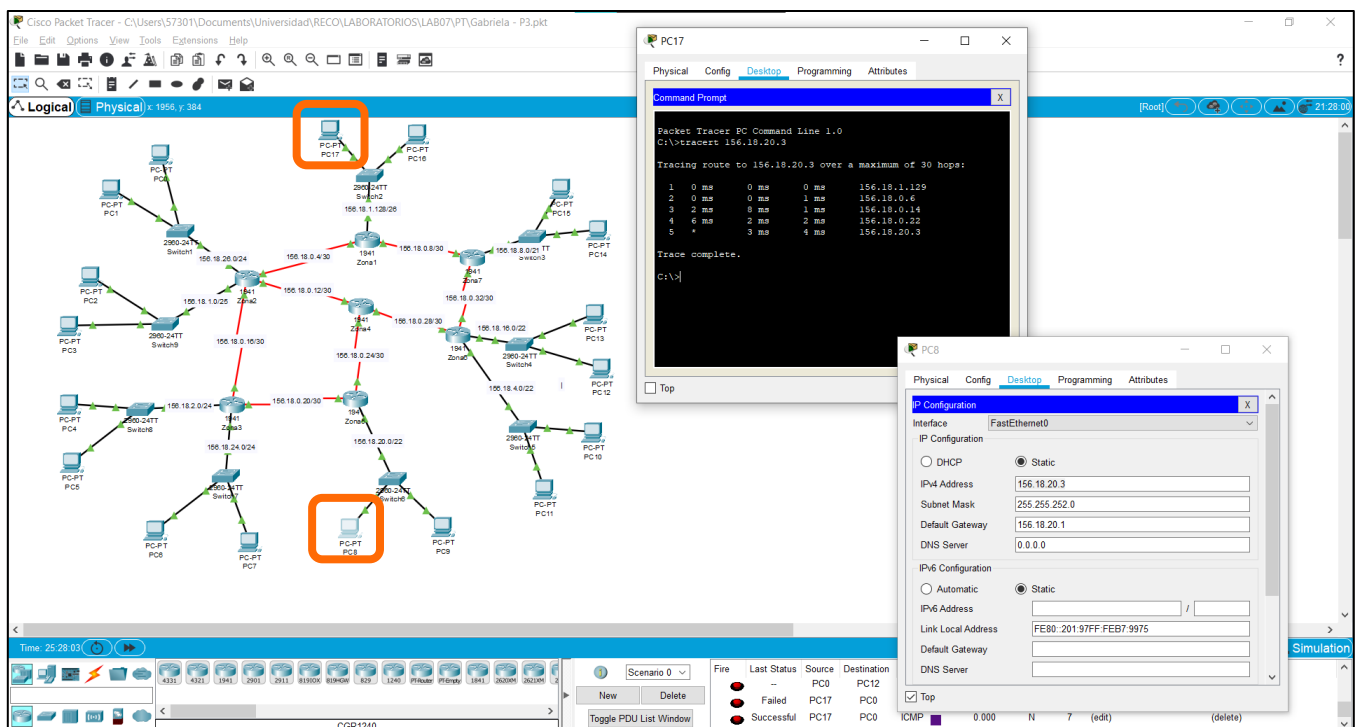 Cisco Packet Tracer - C:\Users\57301\Documents\Universidad\RECO\LABORATORIOS\LAB07\PT\Gabriela - P3.pkt
File Edit Options View Tools Extensions Help
Logical Physical x: 1956, y: 384
[Root] 21:28:00
PC-PT
PC17
PC-PT
PC16
PC-PT
PC0
2960-24TT
Switch2
156.18.1.128/26
PC-PT
PC1
PC-PT
PC15
2960-24TT
Switch1
156.18.26.0/24
156.18.0.4/30
1941
Zona1
156.18.0.8/30
156.18.8.0/21
TT
Switch3
PC-PT
PC14
PC-PT
PC2
156.18.1.0/25
1941
Zona2
156.18.0.12/30
1941
Zona7
156.18.0.32/30
PC-PT
PC3
2960-24TT
Switch9
156.18.0.16/30
1941
Zona4
156.18.0.28/30
156.18.16.0/22
PC-PT
PC13
1941
2960-24TT
Switch4
156.18.0.24/30
156.18.4.0/22
PC-PT
PC12
PC-PT
PC4
2960-24TT
Switch8
156.18.2.0/24
1941
Zona3
156.18.0.20/30
156.18.24.0/24
156.18.20.0/22
2960-24TT
Switch5
PC-PT
PC10
PC-PT
PC5
2960-24TT
Switch7
2960-24TT
Switch6
PC-PT
PC11
PC-PT
PC6
PC-PT
PC7
PC-PT
PC8
PC-PT
PC9
PC17
Physical Config Desktop Programming Attributes
Command Prompt X
Packet Tracer PC Command Line 1.0
C:\>tracert 156.18.20.3
Tracing route to 156.18.20.3 over a maximum of 30 hops:
1 0 ms 0 ms 0 ms 156.18.1.129
2 0 ms 0 ms 1 ms 156.18.0.6
3 2 ms 8 ms 1 ms 156.18.0.14
4 6 ms 2 ms 2 ms 156.18.0.22
5 * 3 ms 4 ms 156.18.20.3
Trace complete.
C:\>
Top
PC8
Physical Config Desktop Programming Attributes
IP Configuration X
Interface FastEthernet0
IP Configuration
DHCP Static
IPv4 Address 156.18.20.3
Subnet Mask 255.255.252.0
Default Gateway 156.18.20.1
DNS Server 0.0.0.0
IPv6 Configuration
Automatic Static
IPv6 Address /
Link Local Address FE80::201:97FF:FEB7:9975
Default Gateway
DNS Server
Top
Time: 25:28:03
Simulation
4331 4321 1941 2901 2911 819IOX 819HGW 829 1240 PT-Router PT-Empty 1841 2620XM 2621XM
CGR1240
Scenario 0
New Delete
Toggle PDU List Window
Fire Last Status Source Destination
-- PC0 PC12
Failed PC17 PC0
Successful PC17 PC0 ICMP 0.000 N 7 (edit) (delete)